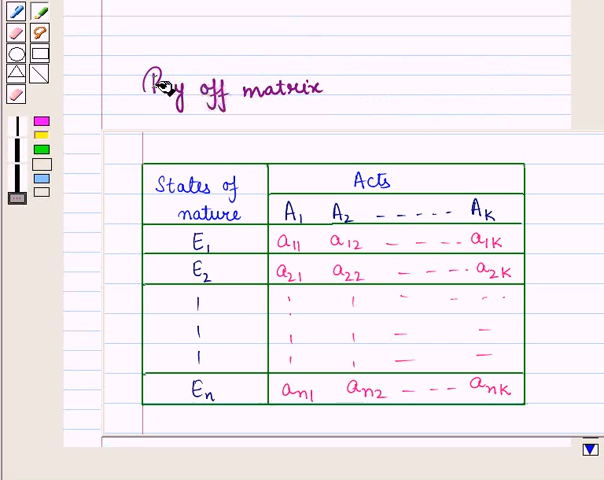 Pay off matrix
States of nature Acts
A1 A2 ------ AK
E1 a11 a12 - --- a1K
E2 a21 a22 - --- a2K
En an1 an2 - --- anK